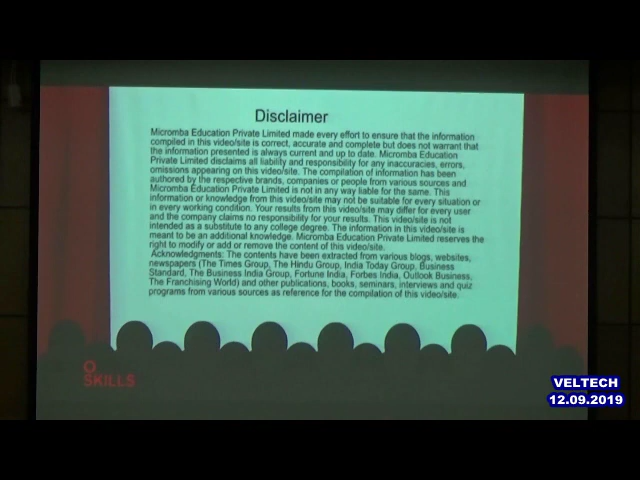 Disclaimer
Micromba Education Private Limited made every effort to ensure that the information
compiled in this video/site is correct, accurate and complete but does not warrant that
the information presented is always current and up to date. Micromba Education
Private Limited disclaims all liability and responsibility for any inaccuracies, errors,
omissions appearing on this video/site. The compilation of information has been
authored by the respective brands, companies or people from various sources and
Micromba Education Private Limited is not in any way liable for the same. This
information or knowledge from this video/site may not be suitable for every situation or
in every working condition. Your results from this video/site may differ for every user
and the company claims no responsibility for your results. This video/site is not
intended as a substitute to any college degree. The information in this video/site is
meant to be an additional knowledge. Micromba Education Private Limited reserves the
right to modify or add or remove the content of this video/site.
Acknowledgments: The contents have been extracted from various blogs, websites,
newspapers (The Times Group, The Hindu Group, India Today Group, Business
Standard, The Business India Group, Fortune India, Forbes India, Outlook Business,
The Franchising World) and other publications, books, seminars, interviews and quiz
programs from various sources as reference for the compilation of this video/site.
SKILLS
VELTECH
12.09.2019